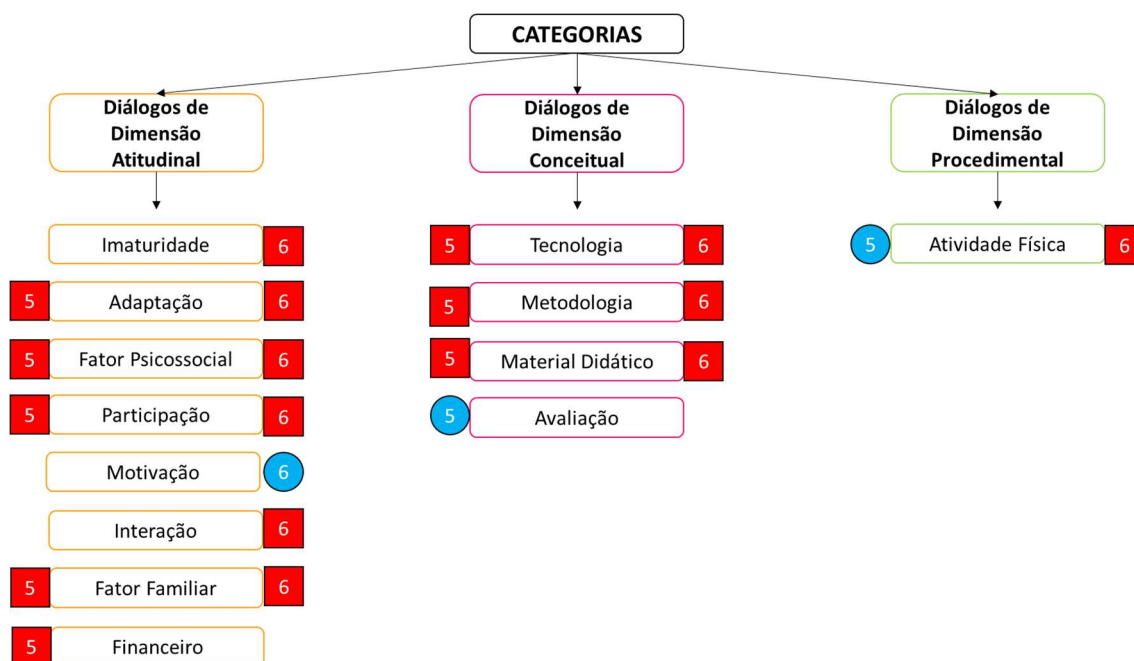 CATEGORIAS
Diálogos de
Dimensão
Atitudinal
Diálogos de
Dimensão
Conceitual
Diálogos de
Dimensão
Procedimental
Imaturidade 6
5 Adaptação 6
5 Fator Psicossocial 6
5 Participação 6
Motivação 6
Interação 6
5 Fator Familiar 6
5 Financeiro
5 Tecnologia 6
5 Metodologia 6
5 Material Didático 6
5 Avaliação
5 Atividade Física 6